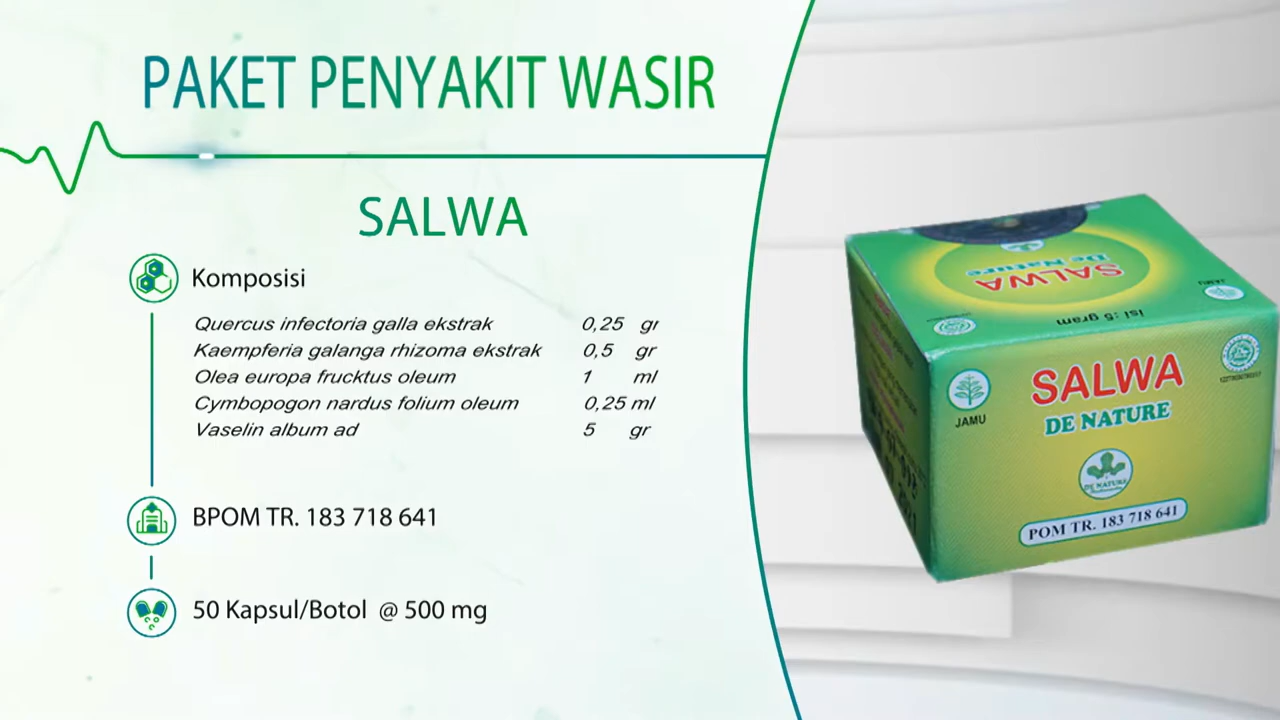 PAKET PENYAKIT WASIR
SALWA
Komposisi
Quercus infectoria galla ekstrak 0,25 gr
Kaempferia galanga rhizoma ekstrak 0,5 gr
Olea europa frucktus oleum 1 ml
Cymbopogon nardus folium oleum 0,25 ml
Vaselin album ad 5 gr
BPOM TR. 183 718 641
50 Kapsul/Botol @ 500 mg
SALWA
De Nature
JAMU
isi : 5 gram
SALWA
DE NATURE
JAMU
DE NATURE
POM TR. 183 718 641